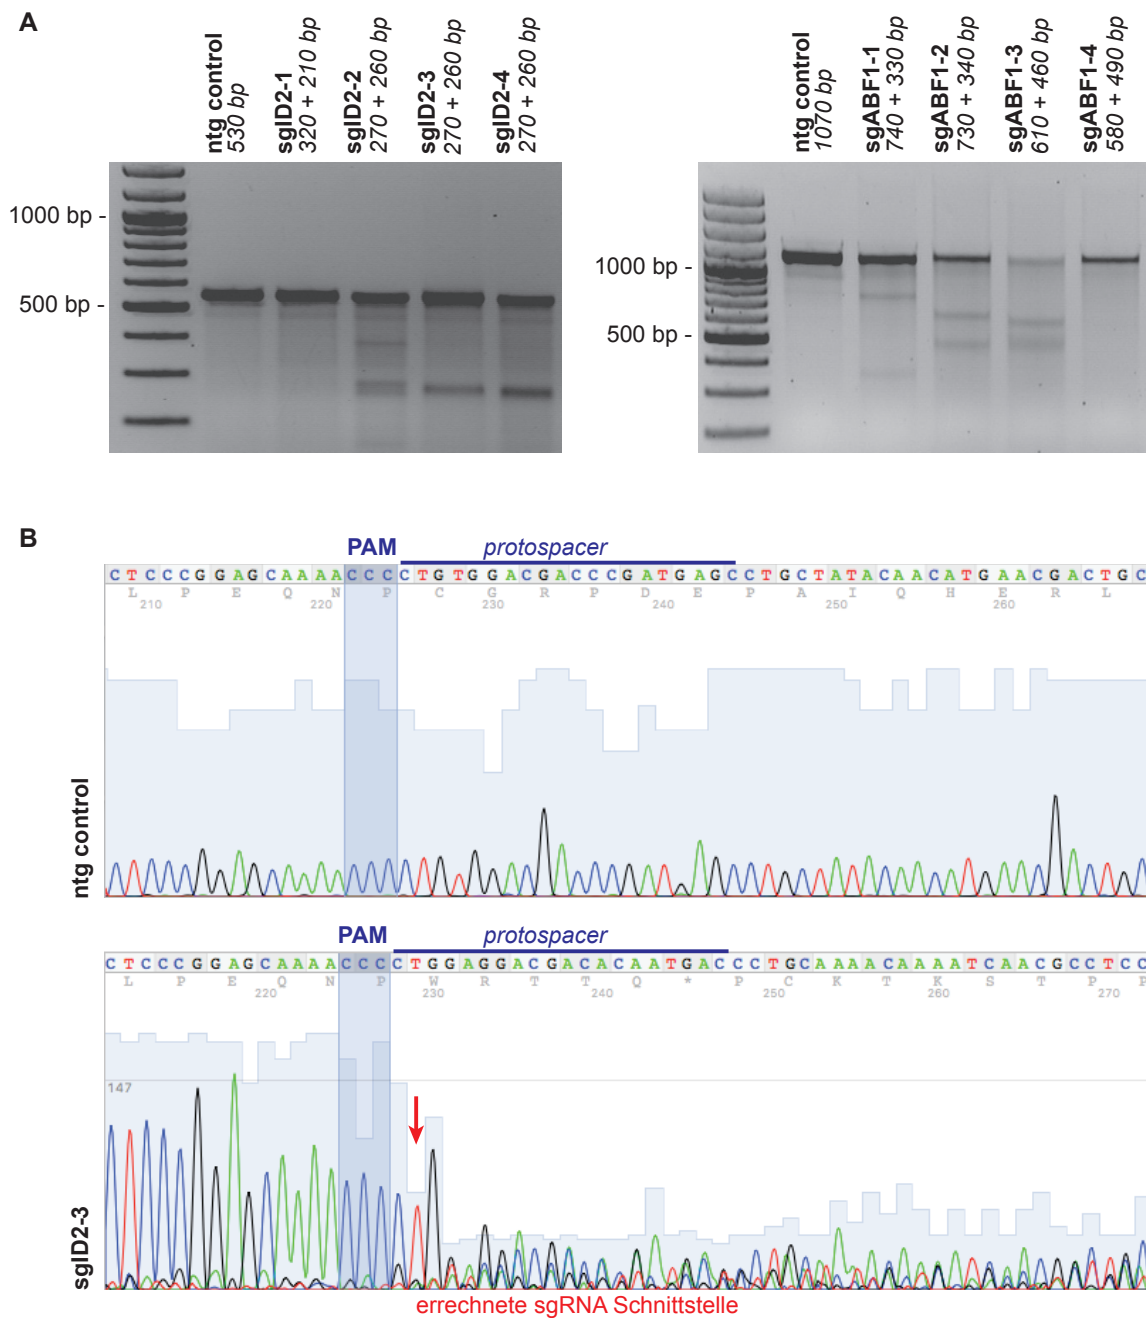 A
ntg control
530 bp
sgID2-1
320 + 210 bp
sgID2-2
270 + 260 bp
sgID2-3
270 + 260 bp
sgID2-4
270 + 260 bp
1000 bp -
500 bp -
ntg control
1070 bp
sgABF1-1
740 + 330 bp
sgABF1-2
730 + 340 bp
sgABF1-3
610 + 460 bp
sgABF1-4
580 + 490 bp
1000 bp -
500 bp -
B
PAM protospacer
CTCCCGGAGCAAAACCCCTGTGGACGACCCGATGAGCCTGCTATACAACATGAACGACTGC
L P E Q N P C G R P D E P A I Q H E R L
210 220 230 240 250 260
ntg control
PAM protospacer
CTCCCGGAGCAAAACCCCTGGAGGACGACACAATGACCCTGCAAAACAAAATCAACGCCTCC
L P E Q N P W R T T Q * P C K T K S T P P
220 230 240 250 260 270
147
sgID2-3
errechnete sgRNA Schnittstelle